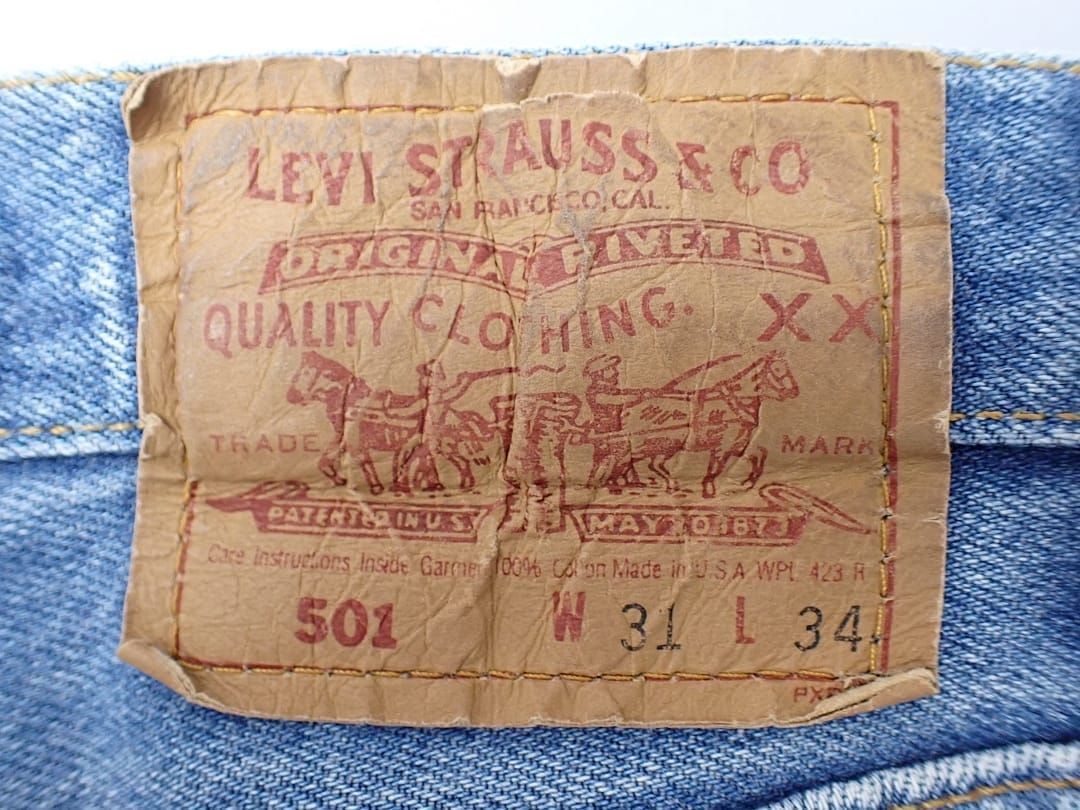 LEVI STRAUSS & CO
SAN FRANCISCO, CAL.
ORIGINAL RIVETED
QUALITY CLOTHING. XX
TRADE MARK
PATENTED IN U.S. MAY 20 1873
Care Instructions Inside Garment 100% Cotton Made in U S A WPL 423 R
501 W 31 L 34